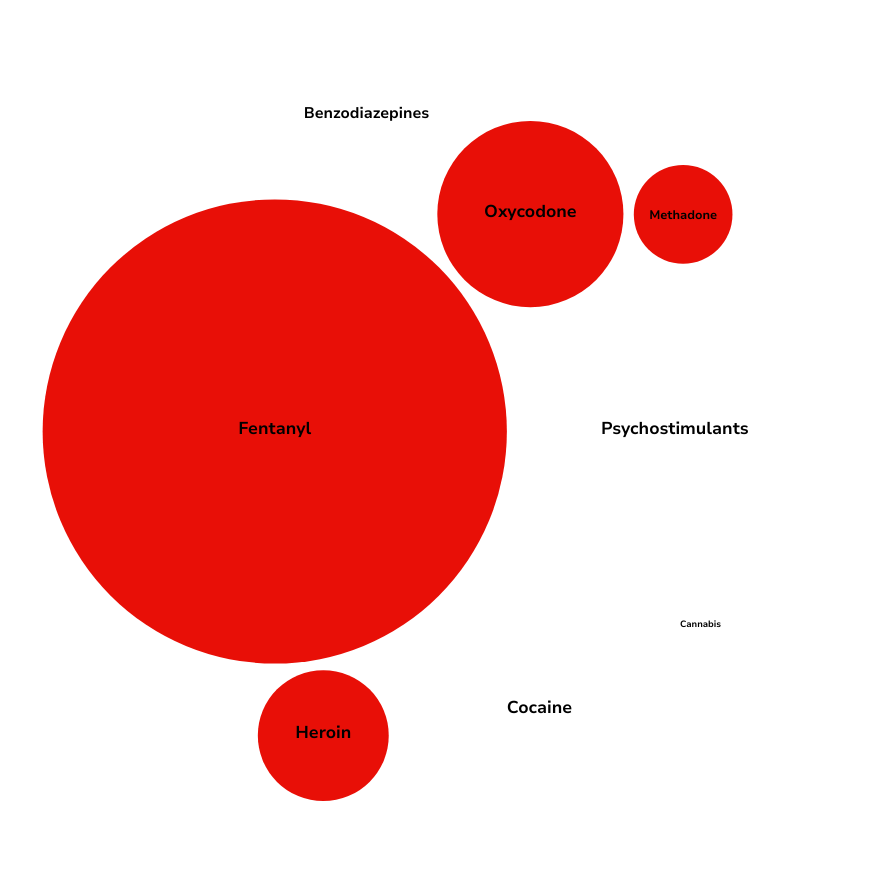 Benzodiazepines
Oxycodone
Methadone
Fentanyl
Psychostimulants
Cannabis
Cocaine
Heroin